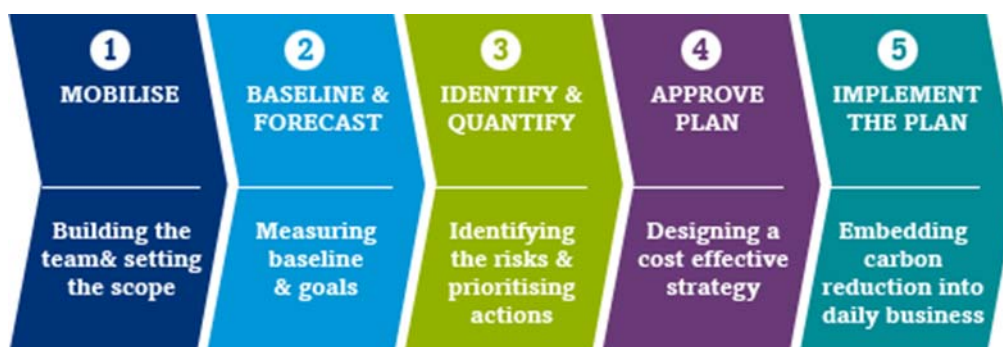 1
MOBILISE
Building the
team& setting
the scope
2
BASELINE &
FORECAST
Measuring
baseline
& goals
3
IDENTIFY &
QUANTIFY
Identifying
the risks &
prioritising
actions
4
APPROVE
PLAN
Designing a
cost effective
strategy
5
IMPLEMENT
THE PLAN
Embedding
carbon
reduction into
daily business